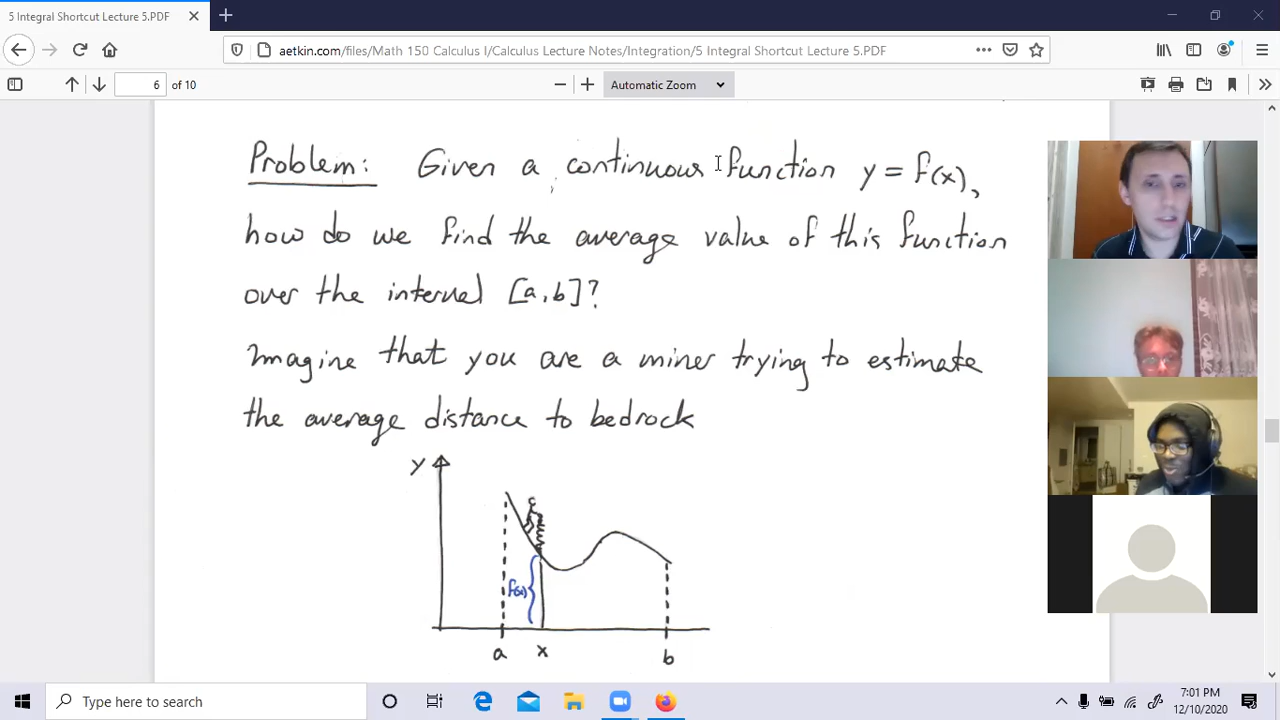 5 Integral Shortcut Lecture 5.PDF
aetkin.com/files/Math 150 Calculus I/Calculus Lecture Notes/Integration/5 Integral Shortcut Lecture 5.PDF
6 of 10
Automatic Zoom
Problem: Given a continuous function y = f(x),
how do we find the average value of this function
over the interval [a,b]?
Imagine that you are a miner trying to estimate
the average distance to bedrock
y
f(x)
a x b
Type here to search
7:01 PM
12/10/2020